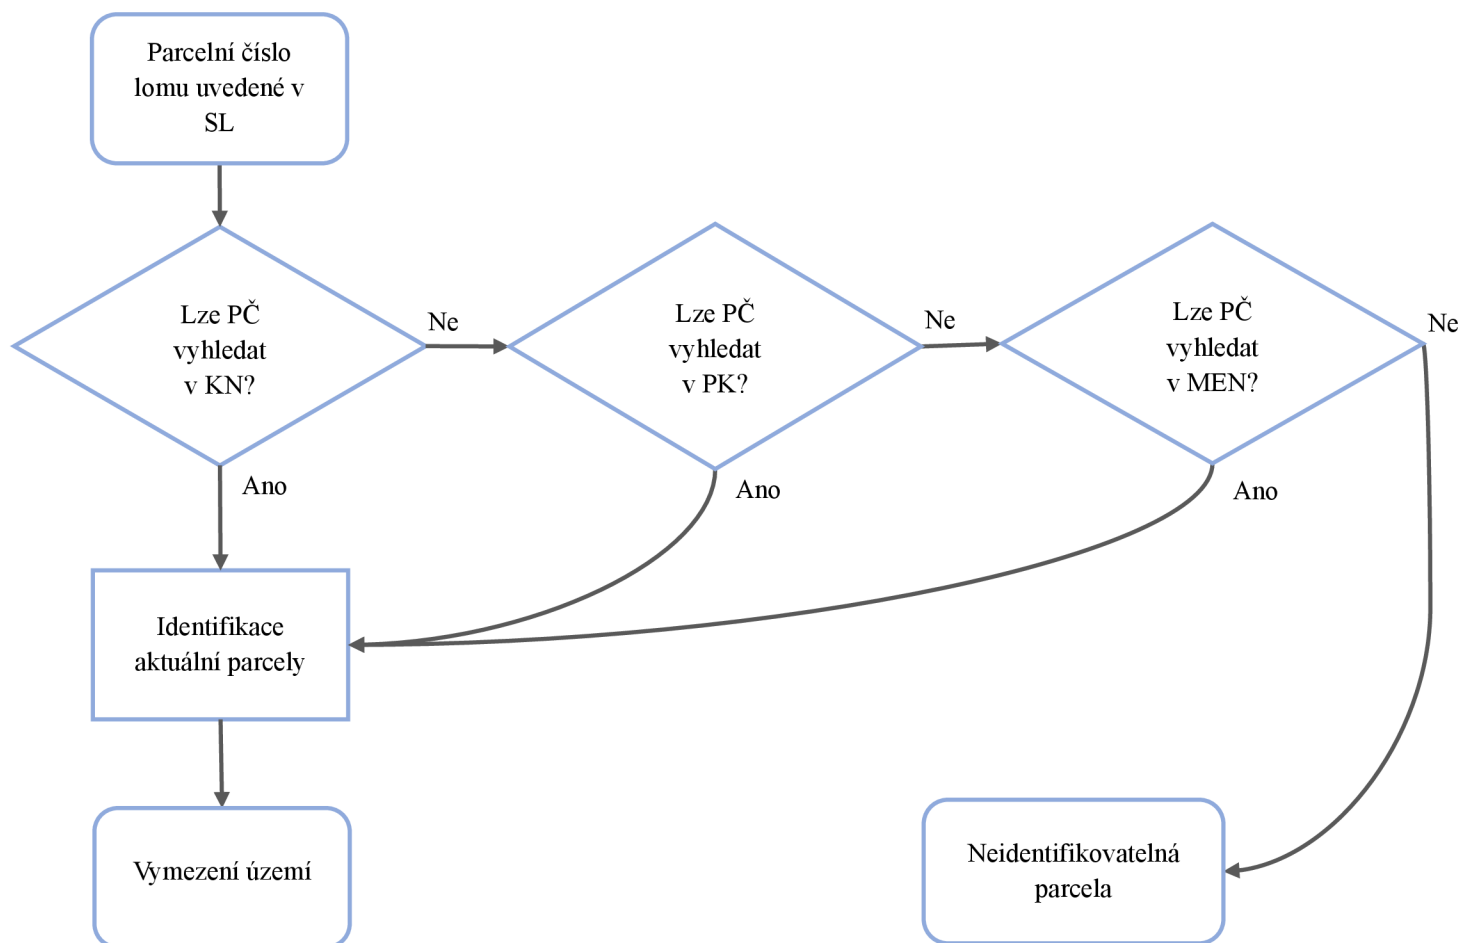 Parcelní číslo
lomu uvedené v
SL
Lze PČ
vyhledat
v KN?
Ne
Lze PČ
vyhledat
v PK?
Ne
Lze PČ
vyhledat
v MEN?
Ne
Ano
Ano
Ano
Identifikace
aktuální parcely
Vymezení území
Neidentifikovatelná
parcela